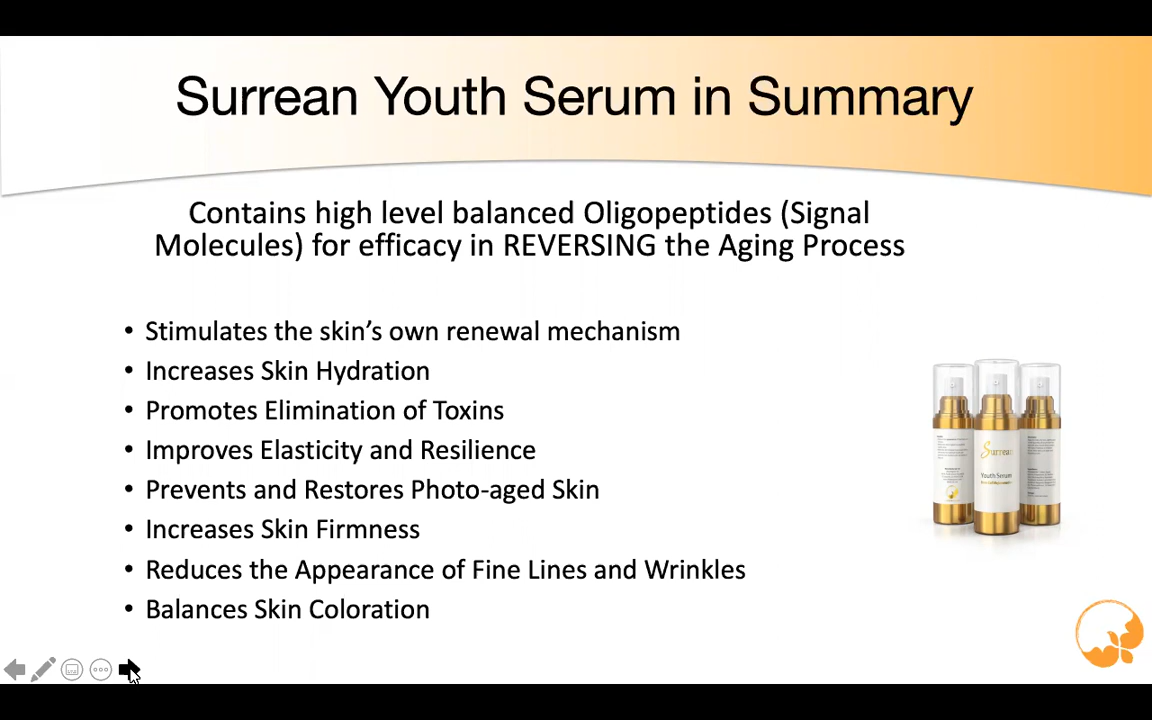 Surrean Youth Serum in Summary
Contains high level balanced Oligopeptides (Signal
Molecules) for efficacy in REVERSING the Aging Process
• Stimulates the skin's own renewal mechanism
• Increases Skin Hydration
• Promotes Elimination of Toxins
• Improves Elasticity and Resilience
• Prevents and Restores Photo-aged Skin
• Increases Skin Firmness
• Reduces the Appearance of Fine Lines and Wrinkles
• Balances Skin Coloration
Surrean
Youth Serum